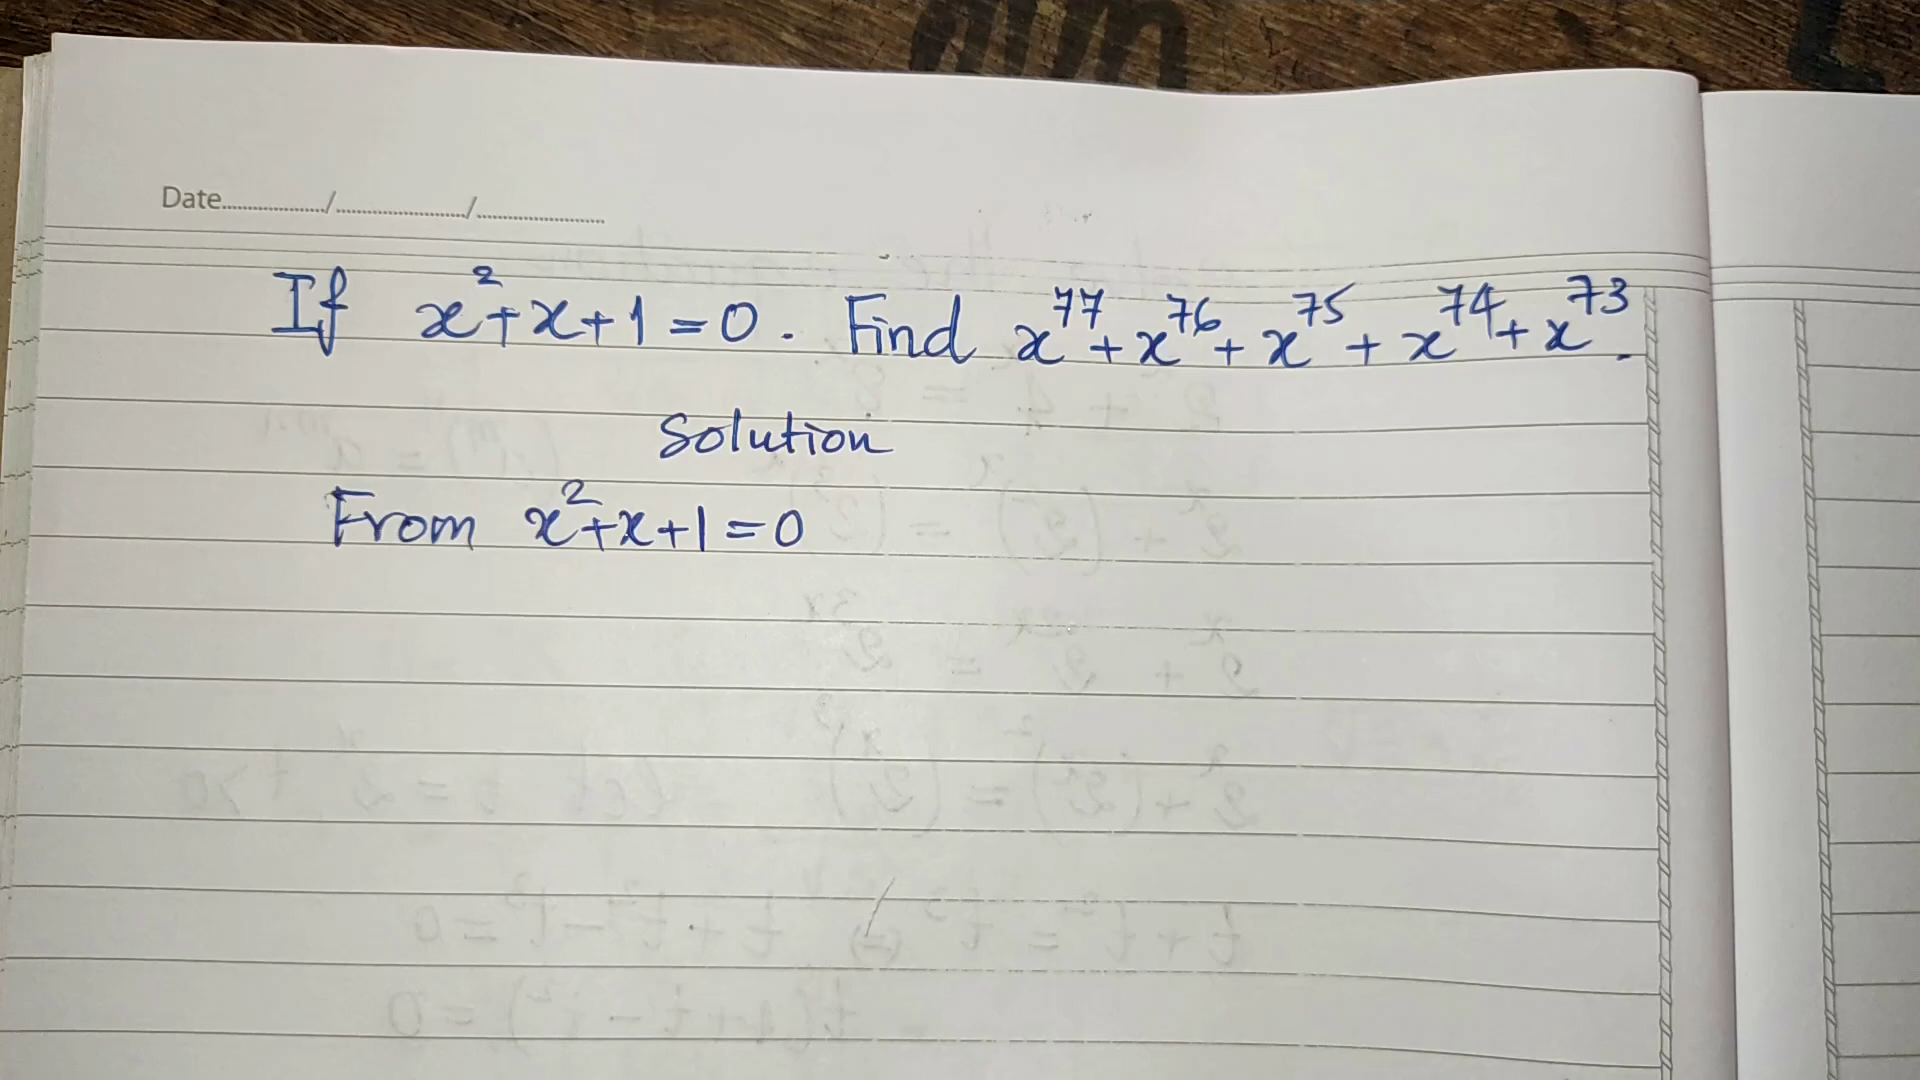 Date........../........../..........
If x²+x+1=0. Find x⁷⁷+x⁷⁶+x⁷⁵+x⁷⁴+x⁷³.
Solution
From x²+x+1=0